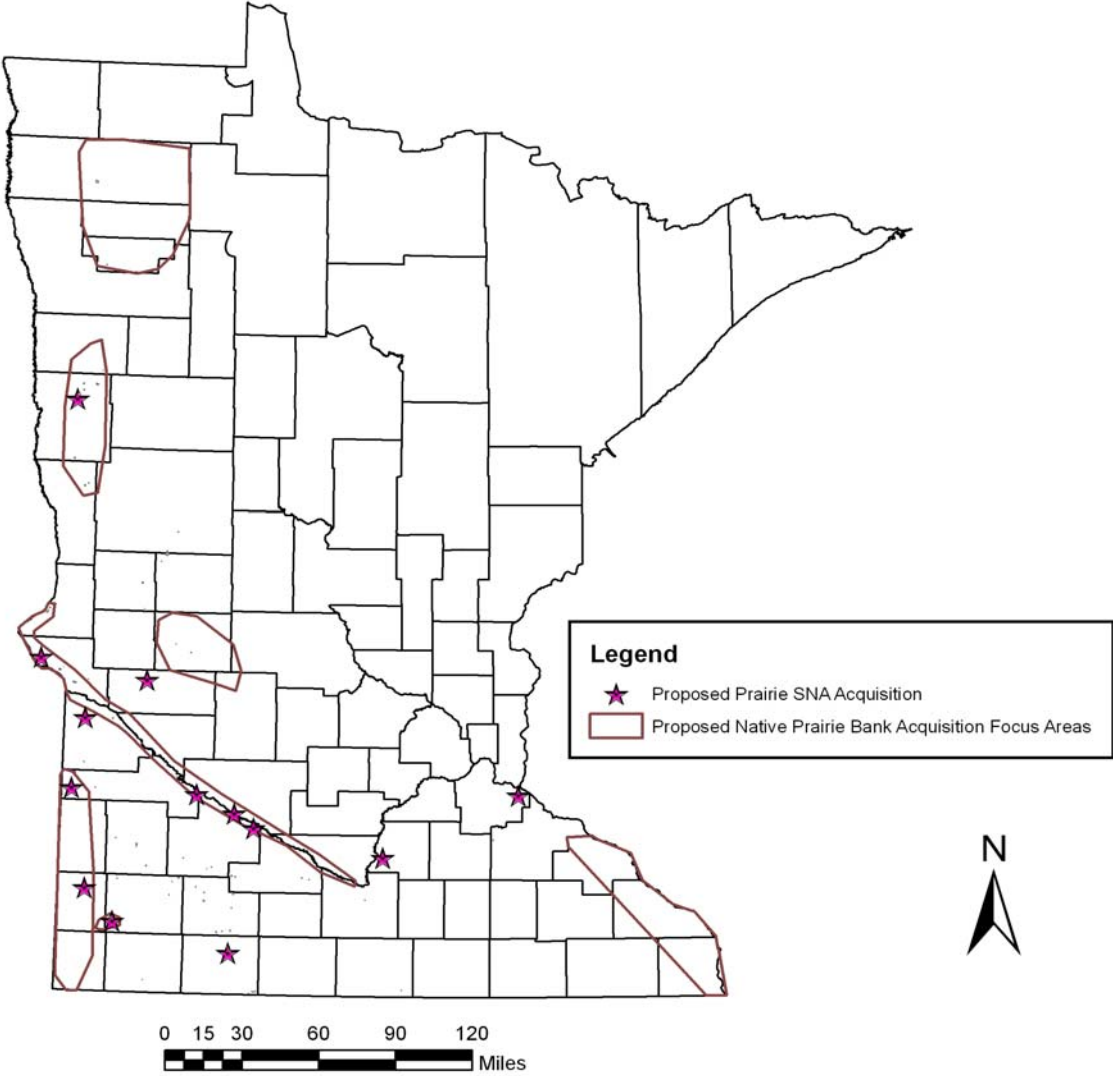 Legend
Proposed Prairie SNA Acquisition
Proposed Native Prairie Bank Acquisition Focus Areas
N
0 15 30 60 90 120
Miles